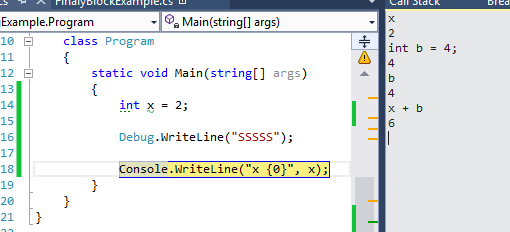 cs FinalyBlockExample.cs
Example.Program Main(string[] args)
10 class Program
11 {
12 static void Main(string[] args)
13 {
14 int x = 2;
15
16 Debug.WriteLine("SSSSS");
17
18 Console.WriteLine("x {0}", x);
19 }
20 }
21 }
Call Stack Brea
x
2
int b = 4;
4
b
4
x + b
6